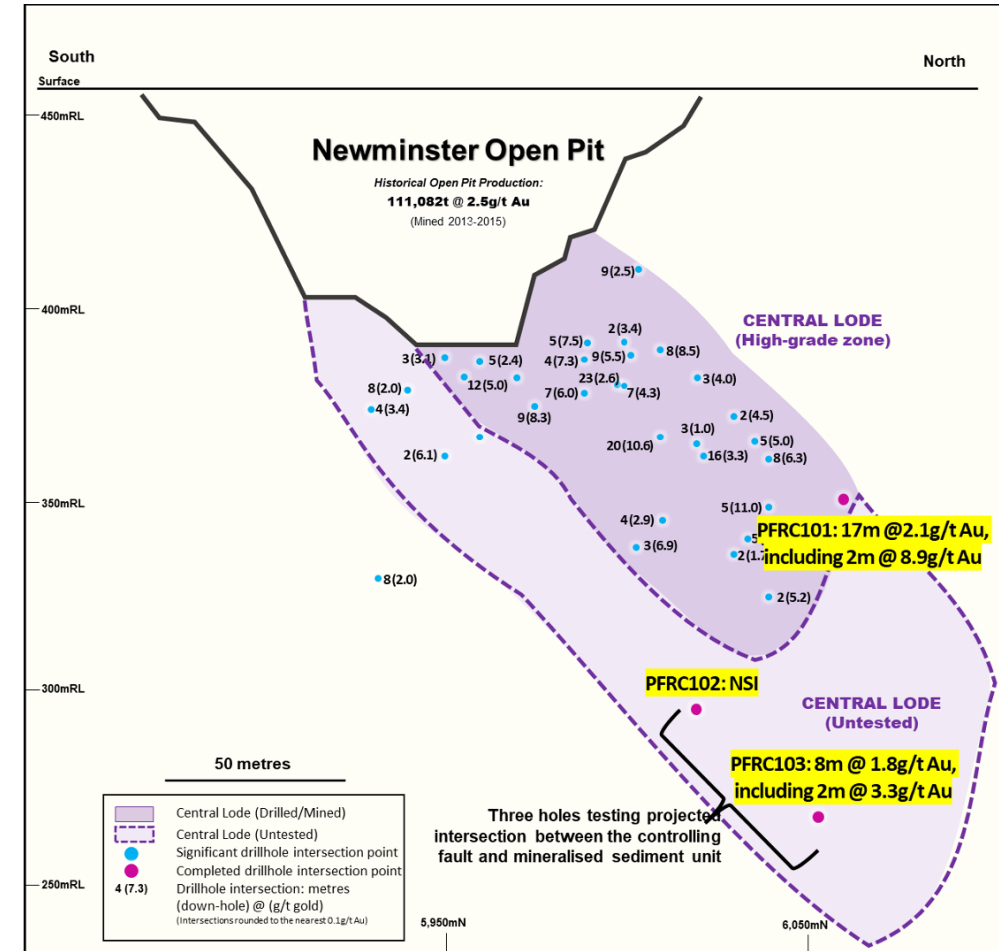 South
North
Surface
450mRL
Newminster Open Pit
Historical Open Pit Production:
111,082t @ 2.5g/t Au
(Mined 2013-2015)
400mRL
9(2.5)
CENTRAL LODE
(High-grade zone)
2(3.4)
5(7.5)
9(5.5)
8(8.5)
4(7.3)
3(3.1)
5(2.4)
12(5.0)
23(2.6)
3(4.0)
8(2.0)
7(6.0)
7(4.3)
4(3.4)
9(8.3)
2(4.5)
3(1.0)
20(10.6)
5(5.0)
2(6.1)
16(3.3)
8(6.3)
350mRL
5(11.0)
4(2.9)
PFRC101: 17m @2.1g/t Au,
including 2m @ 8.9g/t Au
5
3(6.9)
2(1.7
8(2.0)
2(5.2)
300mRL
PFRC102: NSI
CENTRAL LODE
(Untested)
PFRC103: 8m @ 1.8g/t Au,
including 2m @ 3.3g/t Au
50 metres
Three holes testing projected
intersection between the controlling
fault and mineralised sediment unit
Central Lode (Drilled/Mined)
Central Lode (Untested)
Significant drillhole intersection point
Completed drillhole intersection point
4 (7.3) Drillhole intersection: metres
(down-hole) @ (g/t gold)
(Intersections rounded to the nearest 0.1g/t Au)
250mRL
5,950mN
6,050mN